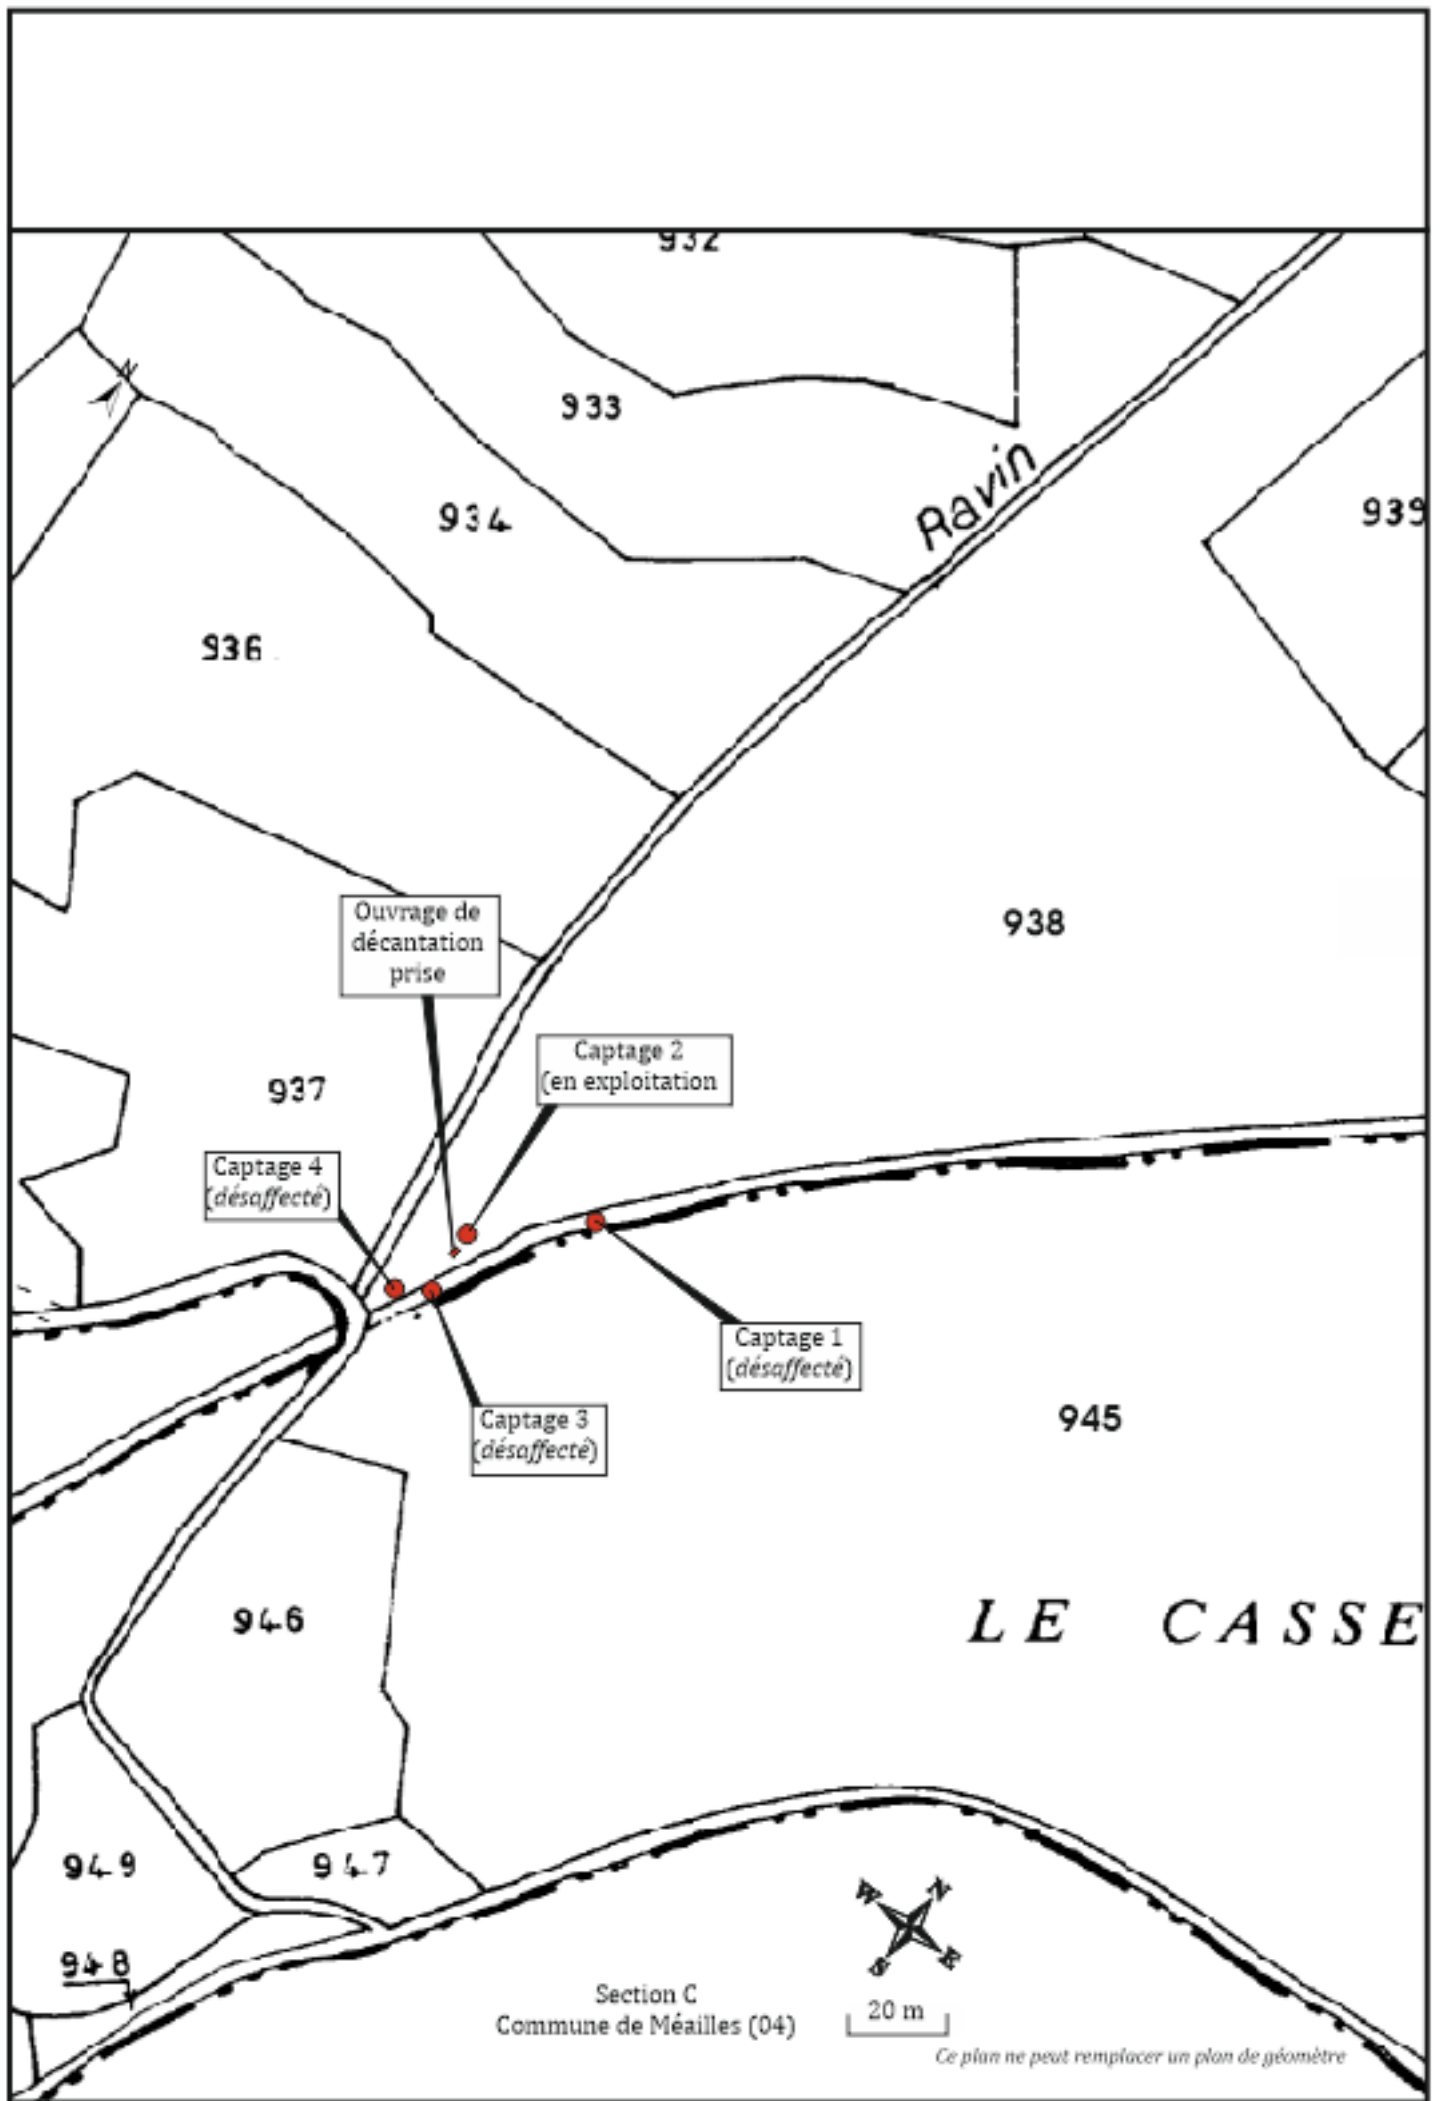 932
933
Ravin
939
934
936
938
Ouvrage de
décantation
prise
Captage 2
(en exploitation
937
Captage 4
(désaffecté)
Captage 1
(désaffecté)
Captage 3
(désaffecté)
945
946
LE CASSE
949
947
948
N
W
N
S
E
Section C
Commune de Méailles (04)
20 m
Ce plan ne peut remplacer un plan de géomètre